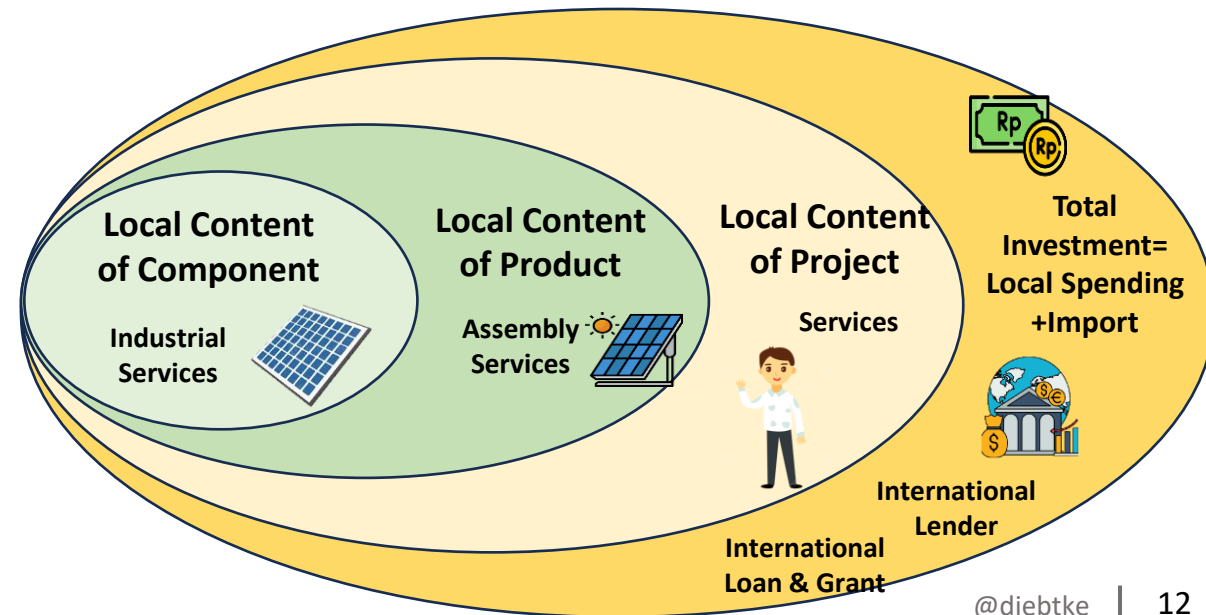 Local Content
of Component
Industrial
Services
Local Content
of Product
Assembly
Services
Local Content
of Project
Services
Rp
Rp
Total
Investment=
Local Spending
+Import
$
€
$
International
Lender
International
Loan & Grant
@djebtke | 12